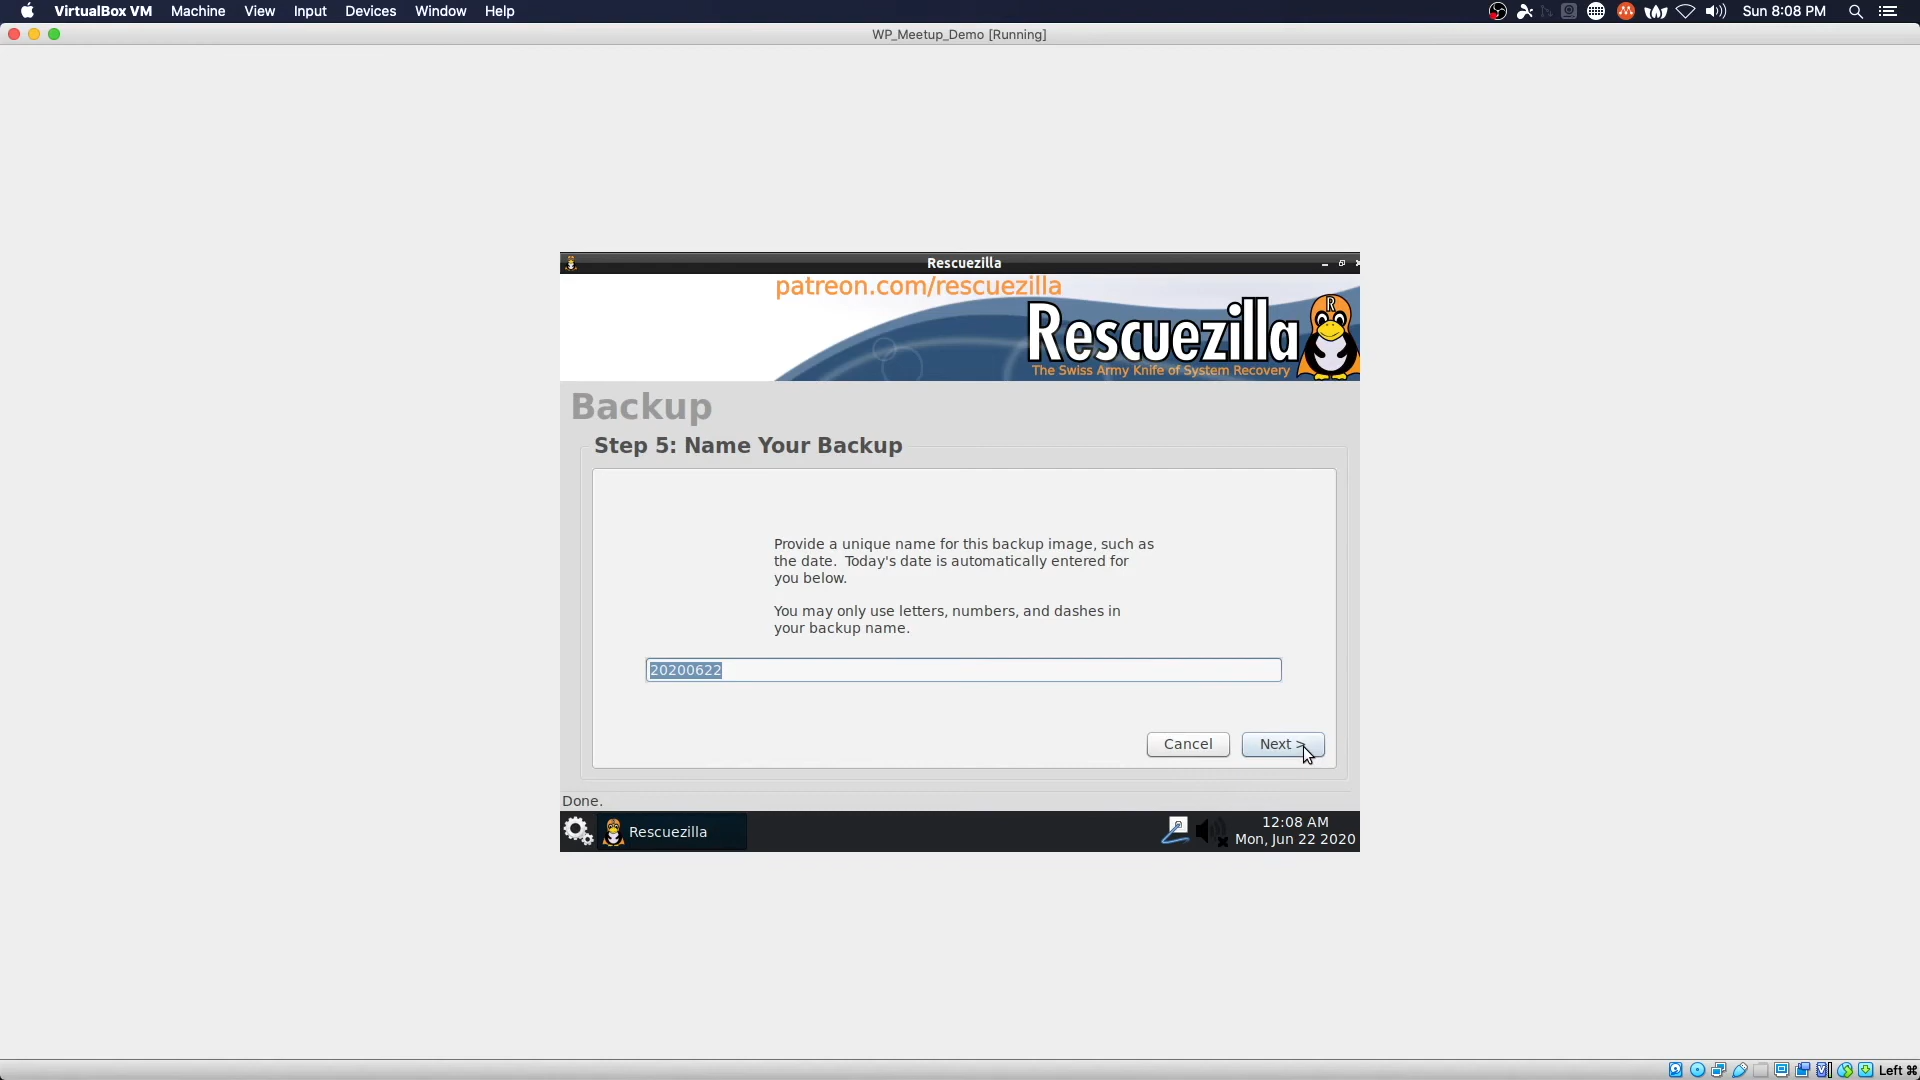 VirtualBox VM Machine View Input Devices Window Help Sun 8:08 PM
WP_Meetup_Demo [Running]
Rescuezilla
patreon.com/rescuezilla
Rescuezilla
The Swiss Army Knife of System Recovery
Backup
Step 5: Name Your Backup
Provide a unique name for this backup image, such as
the date. Today's date is automatically entered for
you below.
You may only use letters, numbers, and dashes in
your backup name.
20200622
Cancel Next >
Done.
Rescuezilla
12:08 AM
Mon, Jun 22 2020
Left ⌘